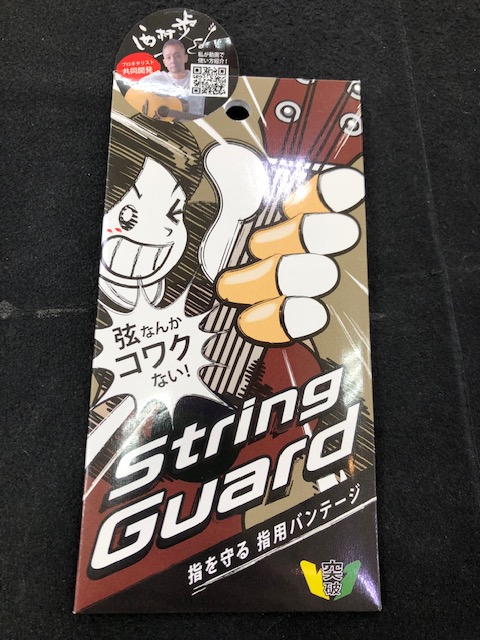 プロギタリスト
共同開発
私が動画で
使い方紹介!
弦なんか
コワク
ない!
String
Guard
指を守る 指用バンテージ
突破